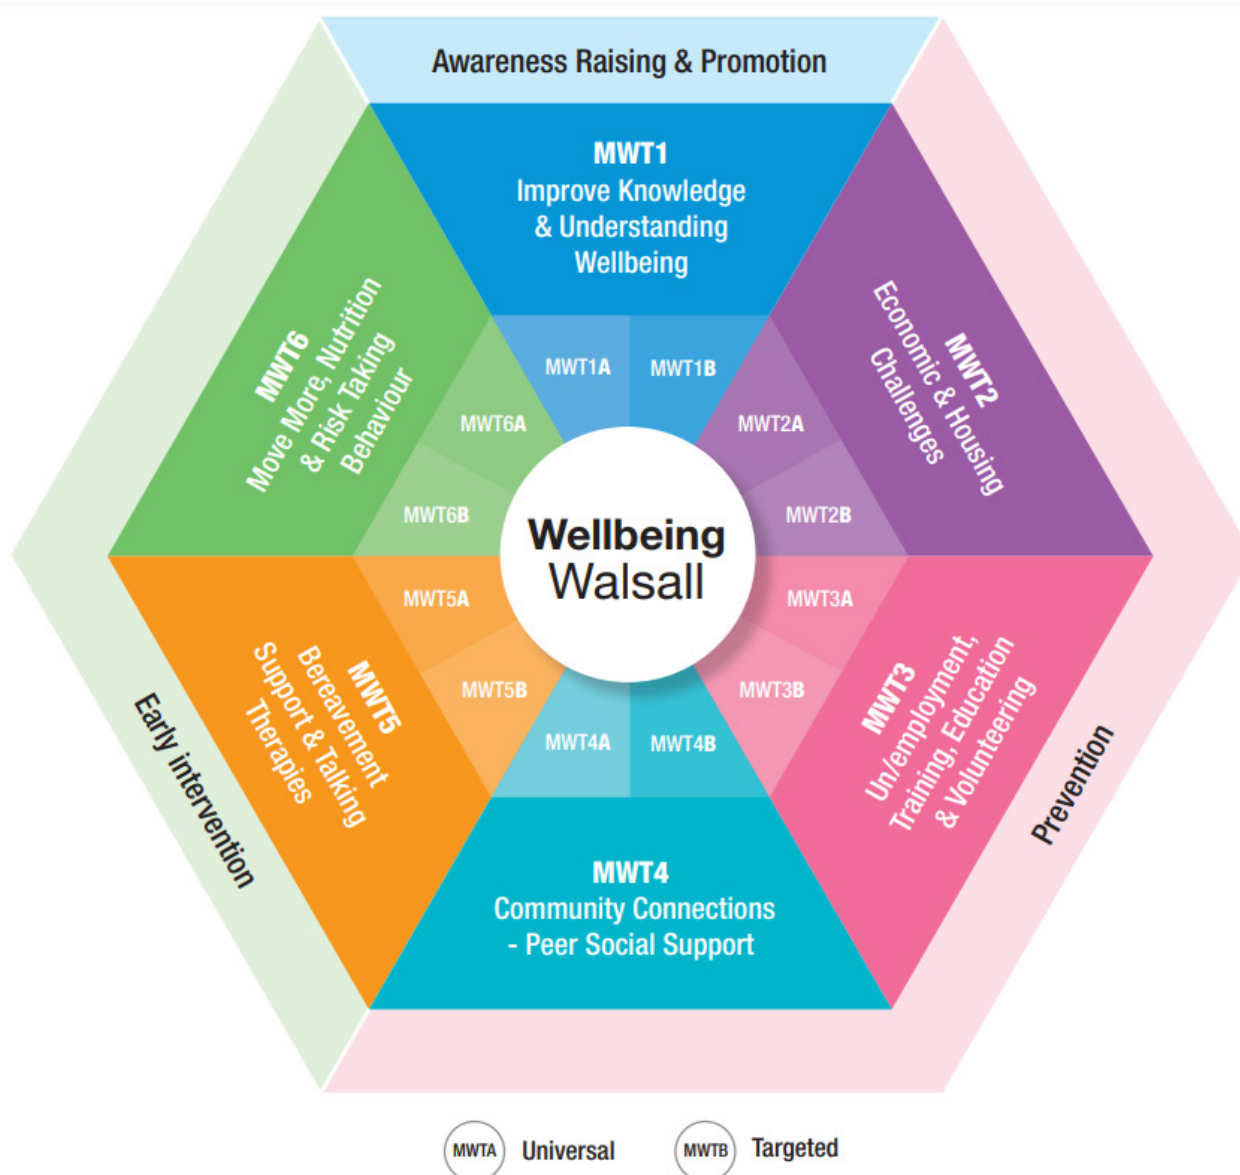 Awareness Raising & Promotion
MWT1
Improve Knowledge
& Understanding
Wellbeing
MWT1A
MWT1B
MWT2
Economic & Housing
Challenges
MWT2A
MWT2B
MWT3
Un/employment,
Training, Education
& Volunteering
MWT3A
MWT3B
Prevention
MWT4
Community Connections
- Peer Social Support
MWT4A
MWT4B
MWT5
Bereavement
Support & Talking
Therapies
MWT5A
MWT5B
Early intervention
MWT6
Move More, Nutrition
& Risk Taking
Behaviour
MWT6A
MWT6B
Wellbeing
Walsall
MWTA Universal
MWTB Targeted